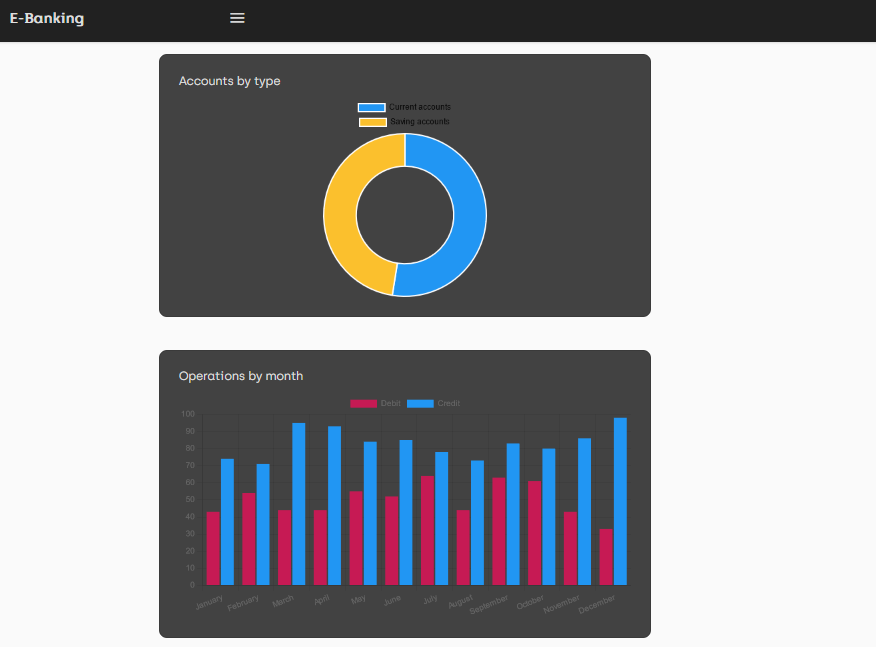 E-Banking
Accounts by type
Current accounts
Saving accounts
Operations by month
Debit Credit
100
90
80
70
60
50
40
30
20
10
0
January February March April May June July August September October November December